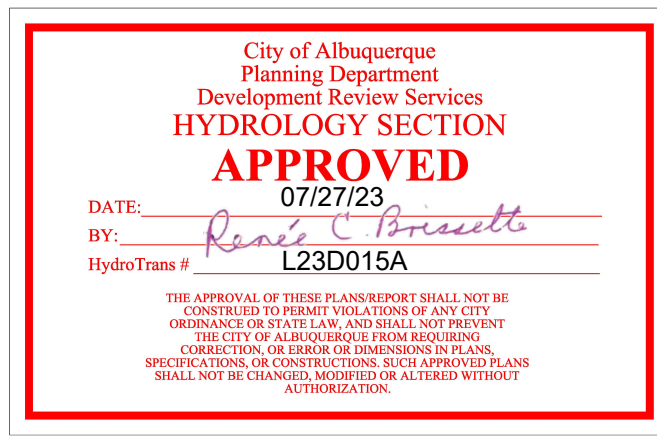 City of Albuquerque
Planning Department
Development Review Services
HYDROLOGY SECTION
APPROVED
DATE: 07/27/23
BY: Renée C. Brissette
HydroTrans # L23D015A
THE APPROVAL OF THESE PLANS/REPORT SHALL NOT BE
CONSTRUED TO PERMIT VIOLATIONS OF ANY CITY
ORDINANCE OR STATE LAW, AND SHALL NOT PREVENT
THE CITY OF ALBUQUERQUE FROM REQUIRING
CORRECTION, OR ERROR OR DIMENSIONS IN PLANS,
SPECIFICATIONS, OR CONSTRUCTIONS. SUCH APPROVED PLANS
SHALL NOT BE CHANGED, MODIFIED OR ALTERED WITHOUT
AUTHORIZATION.